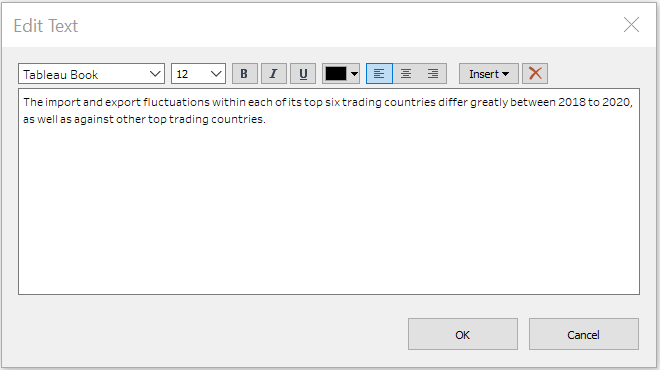 Edit Text
Tableau Book 12 B I U Insert
The import and export fluctuations within each of its top six trading countries differ greatly between 2018 to 2020,
as well as against other top trading countries.
OK Cancel